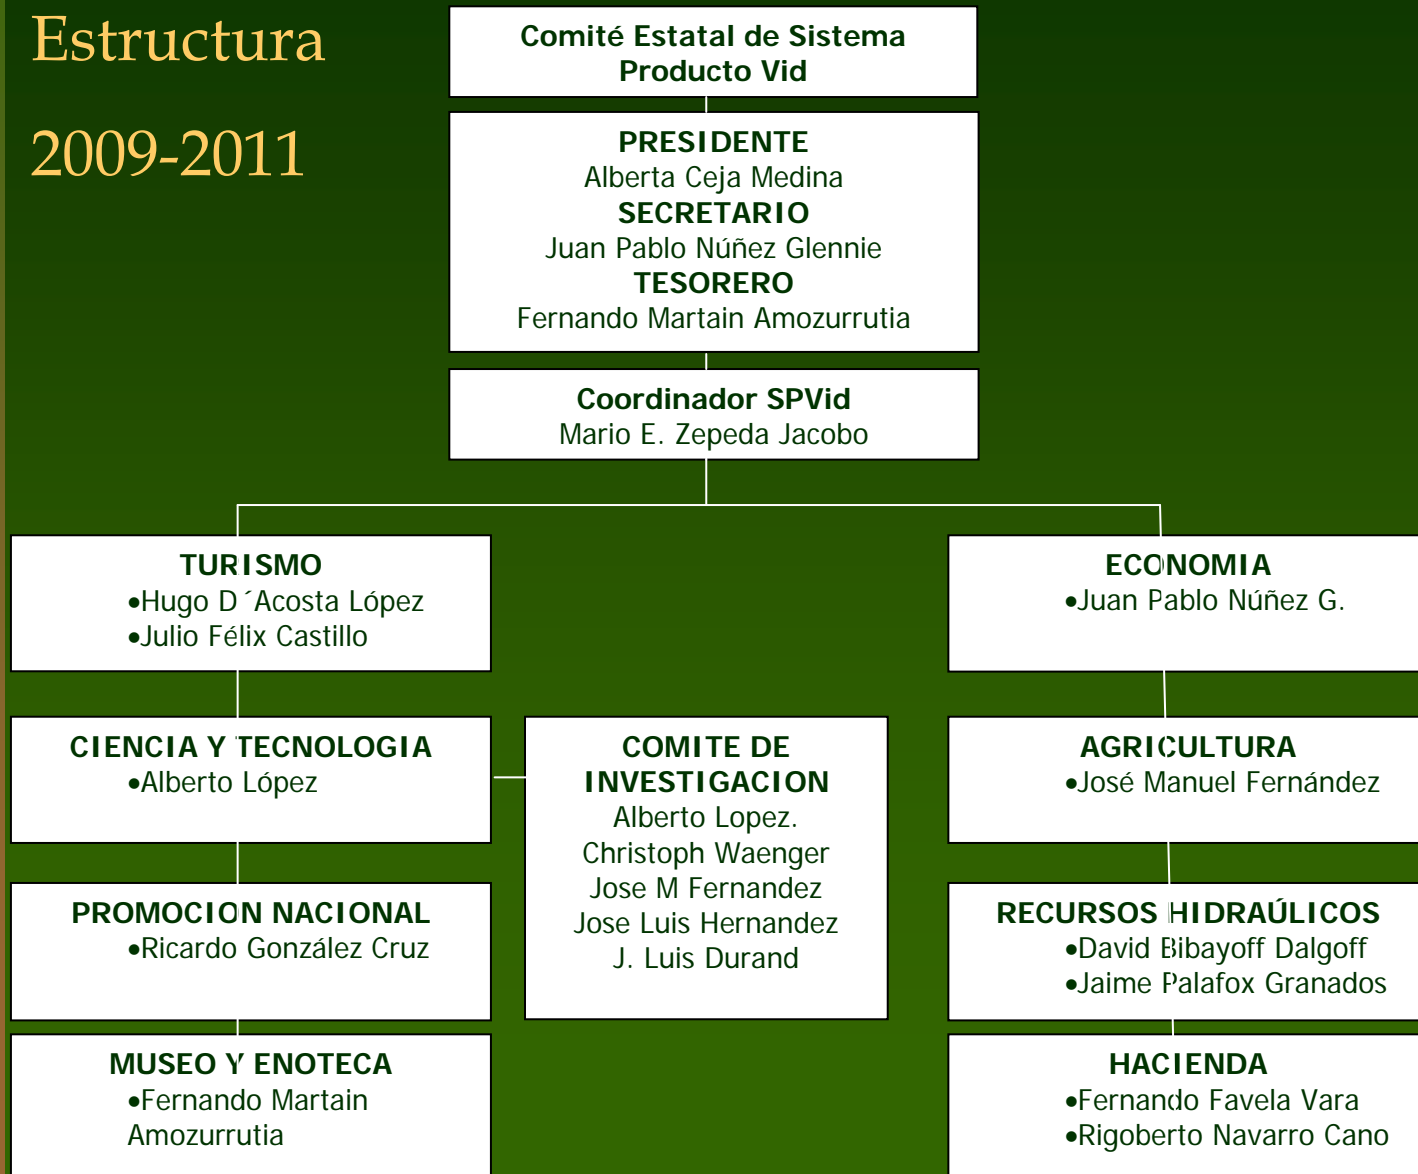 Estructura
2009-2011
Comité Estatal de Sistema
Producto Vid
PRESIDENTE
Alberta Ceja Medina
SECRETARIO
Juan Pablo Núñez Glennie
TESORERO
Fernando Martain Amozurrutia
Coordinador SPVid
Mario E. Zepeda Jacobo
TURISMO
•Hugo D´Acosta López
•Julio Félix Castillo
ECONOMIA
•Juan Pablo Núñez G.
CIENCIA Y TECNOLOGIA
•Alberto López
COMITE DE
INVESTIGACION
Alberto Lopez.
Christoph Waenger
Jose M Fernandez
Jose Luis Hernandez
J. Luis Durand
AGRICULTURA
•José Manuel Fernández
PROMOCION NACIONAL
•Ricardo González Cruz
RECURSOS HIDRAÚLICOS
•David Bibayoff Dalgoff
•Jaime Palafox Granados
MUSEO Y ENOTECA
•Fernando Martain
Amozurrutia
HACIENDA
•Fernando Favela Vara
•Rigoberto Navarro Cano